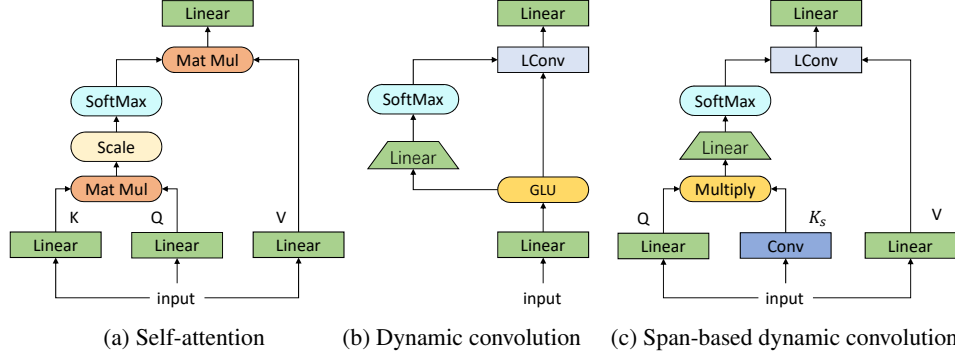 Linear
Mat Mul
SoftMax
Scale
Mat Mul
K
Q
V
Linear
Linear
Linear
input
(a) Self-attention
Linear
LConv
SoftMax
Linear
GLU
Linear
input
(b) Dynamic convolution
Linear
LConv
SoftMax
Linear
Multiply
Q
Kₛ
V
Linear
Conv
Linear
input
(c) Span-based dynamic convolution